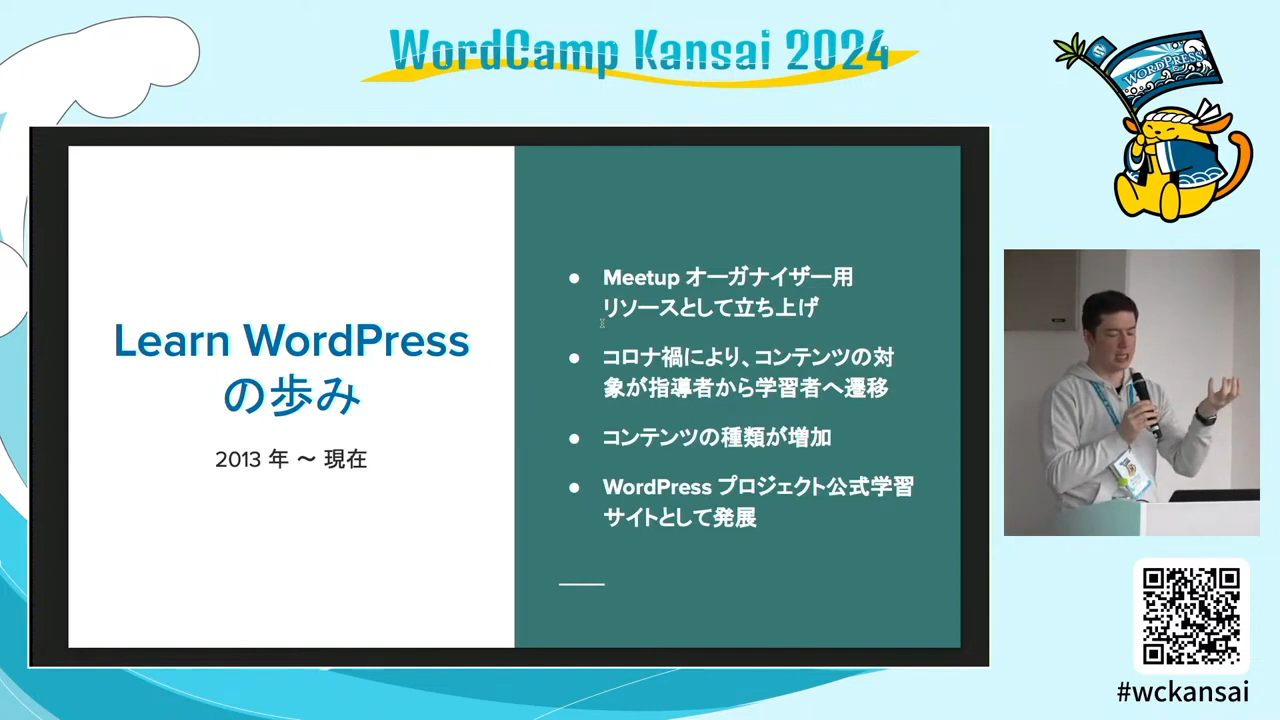 WordCamp Kansai 2024
WORDPRESS
Learn WordPress
の歩み
2013 年 〜 現在
● Meetup オーガナイザー用
リソースとして立ち上げ
● コロナ禍により、コンテンツの対
象が指導者から学習者へ遷移
● コンテンツの種類が増加
● WordPress プロジェクト公式学習
サイトとして発展
#wckansai